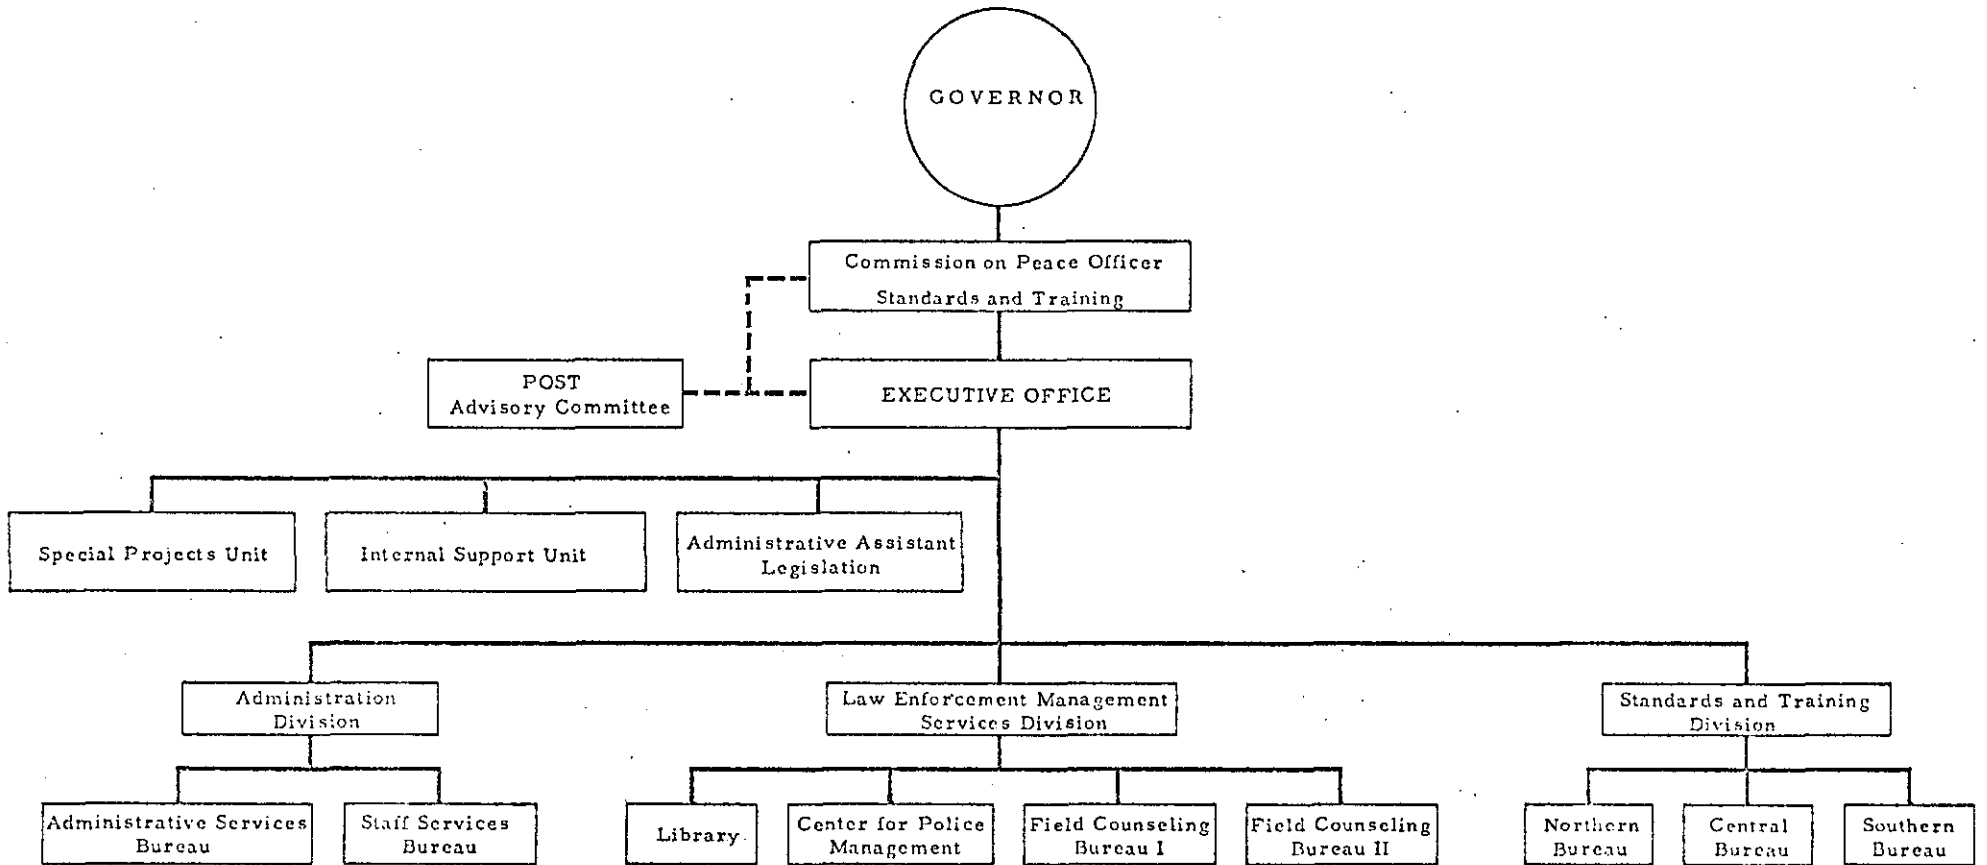 GOVERNOR
Commission on Peace Officer
Standards and Training
POST
Advisory Committee
EXECUTIVE OFFICE
Special Projects Unit
Internal Support Unit
Administrative Assistant
Legislation
Administration
Division
Law Enforcement Management
Services Division
Standards and Training
Division
Administrative Services
Bureau
Staff Services
Bureau
Library
Center for Police
Management
Field Counseling
Bureau I
Field Counseling
Bureau II
Northern
Bureau
Central
Bureau
Southern
Bureau